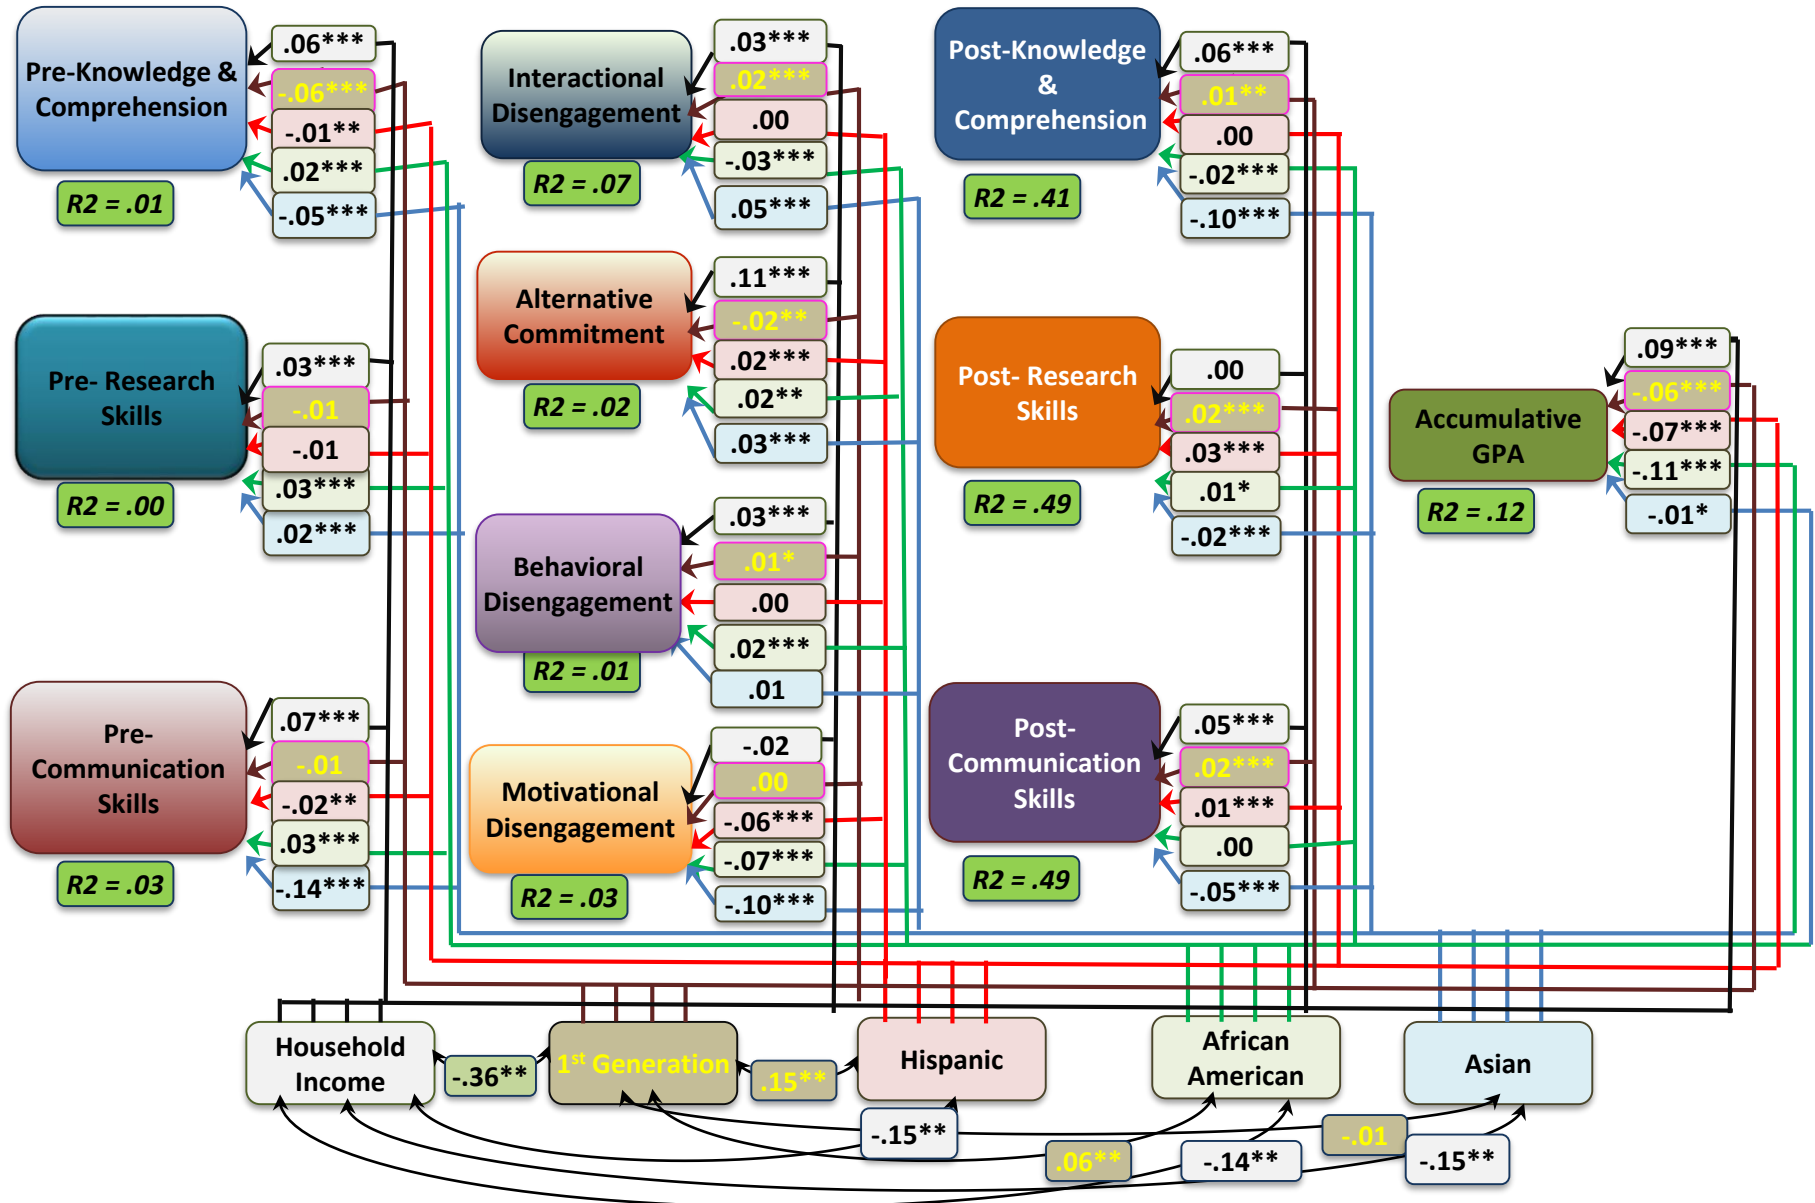 Pre-Knowledge &
Comprehension
.06***
-.06***
-.01**
.02***
-.05***
R2 = .01
Pre- Research
Skills
.03***
-.01
-.01
.03***
.02***
R2 = .00
Pre-
Communication
Skills
.07***
-.01
-.02**
.03***
-.14***
R2 = .03
Interactional
Disengagement
.03***
.02***
.00
-.03***
.05***
R2 = .07
Alternative
Commitment
.11***
-.02**
.02***
.02**
.03***
R2 = .02
Behavioral
Disengagement
.03***
.01*
.00
.02***
.01
R2 = .01
Motivational
Disengagement
-.02
.00
-.06***
-.07***
-.10***
R2 = .03
Post-Knowledge
&
Comprehension
.06***
.01**
.00
-.02***
-.10***
R2 = .41
Post- Research
Skills
.00
.02***
.03***
.01*
-.02***
R2 = .49
Post-
Communication
Skills
.05***
.02***
.01***
.00
-.05***
R2 = .49
Accumulative
GPA
.09***
-.06***
-.07***
-.11***
-.01*
R2 = .12
Household
Income
-.36**
1st Generation
.15**
Hispanic
African
American
Asian
-.15**
.06**
-.14**
-.01
-.15**